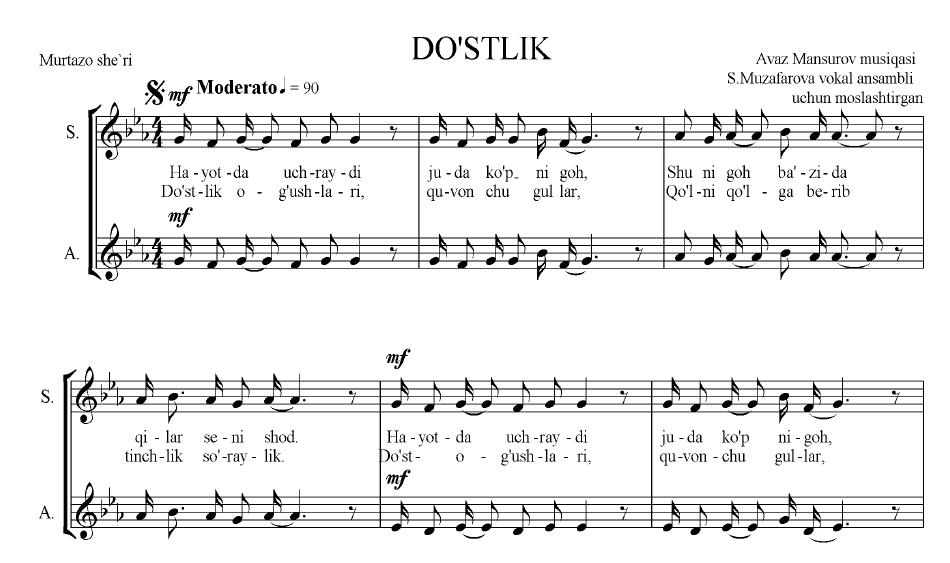 DO'STLIK
Murtazo she`ri
Avaz Mansurov musiqasi
S.Muzafarova vokal ansambli
uchun moslashtirgan
mf Moderato = 90
S.
Ha - yot - da uch - ray - di ju - da ko'p_ ni goh, Shu ni goh ba' - zi - da
Do'st - lik o - g'ush - la - ri, qu - von chu gul lar, Qo'l - ni qo'l - ga be - rib
mf
A.
mf
S.
qi - lar se - ni shod. Ha - yot - da uch - ray - di ju - da ko'p ni - goh,
tinch - lik so' - ray - lik. Do'st - o - g'ush - la - ri, qu - von - chu gul - lar,
mf
A.